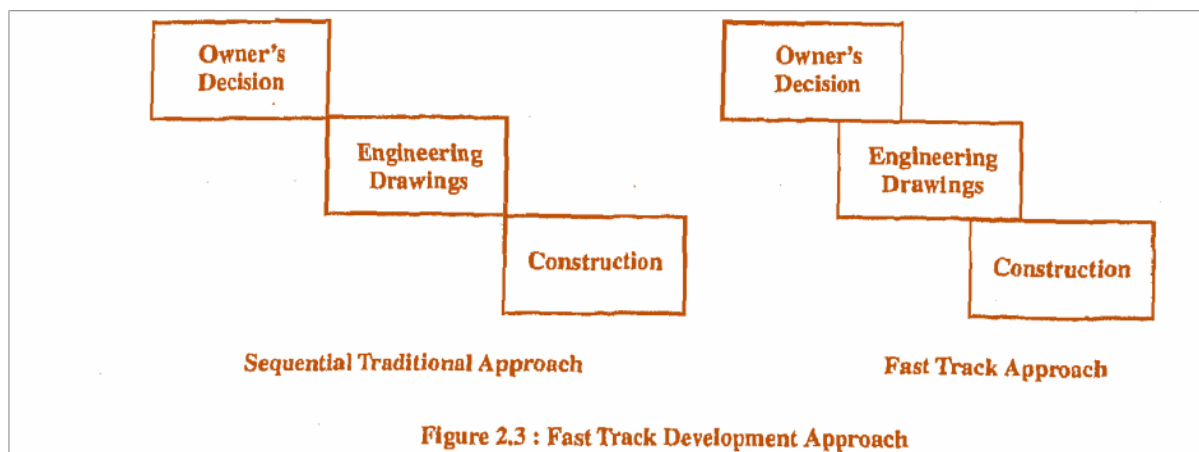 Owner's
Decision
Engineering
Drawings
Construction
Sequential Traditional Approach
Owner's
Decision
Engineering
Drawings
Construction
Fast Track Approach
Figure 2.3 : Fast Track Development Approach